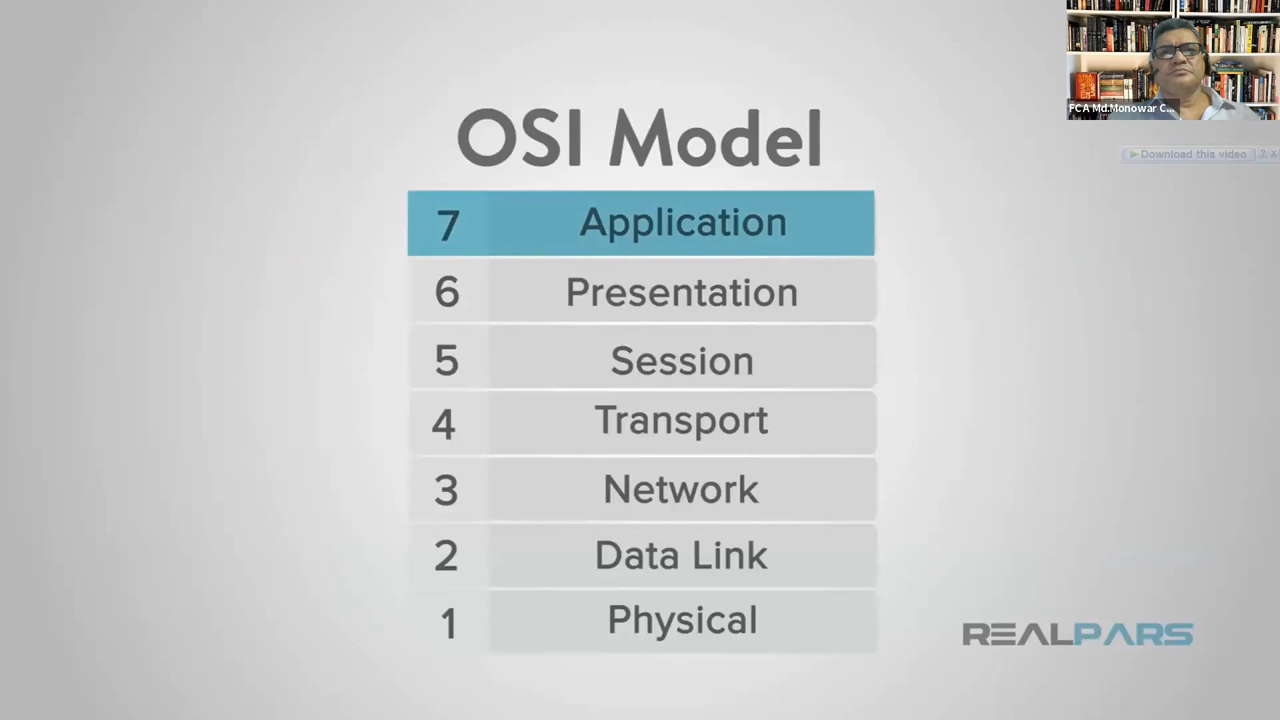 OSI Model
7 Application
6 Presentation
5 Session
4 Transport
3 Network
2 Data Link
1 Physical
REALPARS
FCA Md.Monowar C...
Download this video ? X